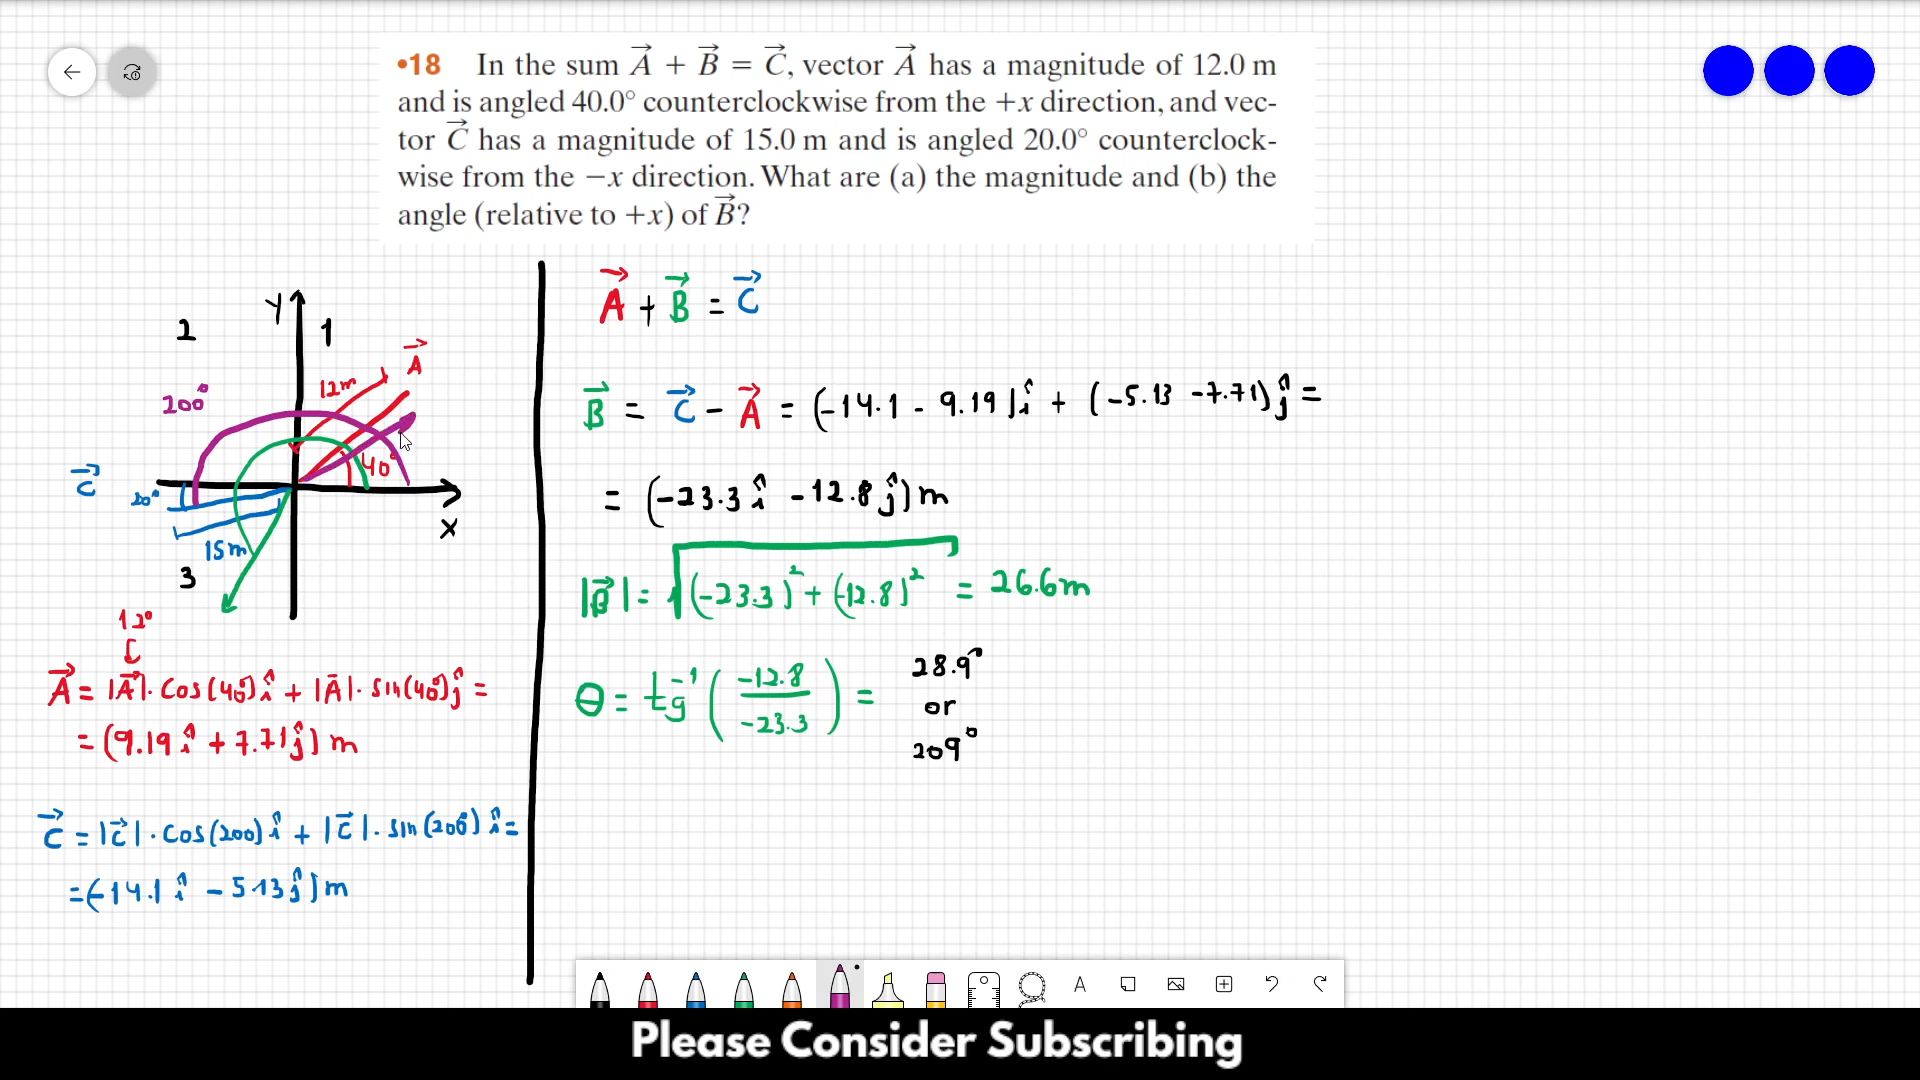 •18 In the sum A⃗ + B⃗ = C⃗, vector A⃗ has a magnitude of 12.0 m
and is angled 40.0° counterclockwise from the +x direction, and vec-
tor C⃗ has a magnitude of 15.0 m and is angled 20.0° counterclock-
wise from the −x direction. What are (a) the magnitude and (b) the
angle (relative to +x) of B⃗?
Y
2
1
A⃗
12m
200°
40°
C⃗
20°
X
15m
3
12°
A⃗ = |A⃗|. cos(40°) î + |A⃗|. sin(40°) ĵ =
= (9.19 î + 7.71 ĵ) m
C⃗ = |C⃗|. cos(200) î + |C⃗|. sin(200°) î =
= (-14.1 î - 5.13 ĵ) m
A⃗ + B⃗ = C⃗
B⃗ = C⃗ - A⃗ = (-14.1 - 9.19) î + (-5.13 -7.71) ĵ =
= (-23.3 î -12.8 ĵ) m
|B⃗| = √(-23.3)² + (-12.8)² = 26.6m
θ = tg⁻¹ (-12.8/-23.3) =
28.9°
or
209°
A
Please Consider Subscribing